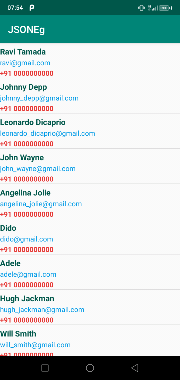 07:54 P
JSONEg
Ravi Tamada
ravi@gmail.com
+91 0000000000
Johnny Depp
johnny_depp@gmail.com
+91 0000000000
Leonardo Dicaprio
leonardo_dicaprio@gmail.com
+91 0000000000
John Wayne
john_wayne@gmail.com
+91 0000000000
Angelina Jolie
angelina_jolie@gmail.com
+91 0000000000
Dido
dido@gmail.com
+91 0000000000
Adele
adele@gmail.com
+91 0000000000
Hugh Jackman
hugh_jackman@gmail.com
+91 0000000000
Will Smith
will_smith@gmail.com
+91 0000000000